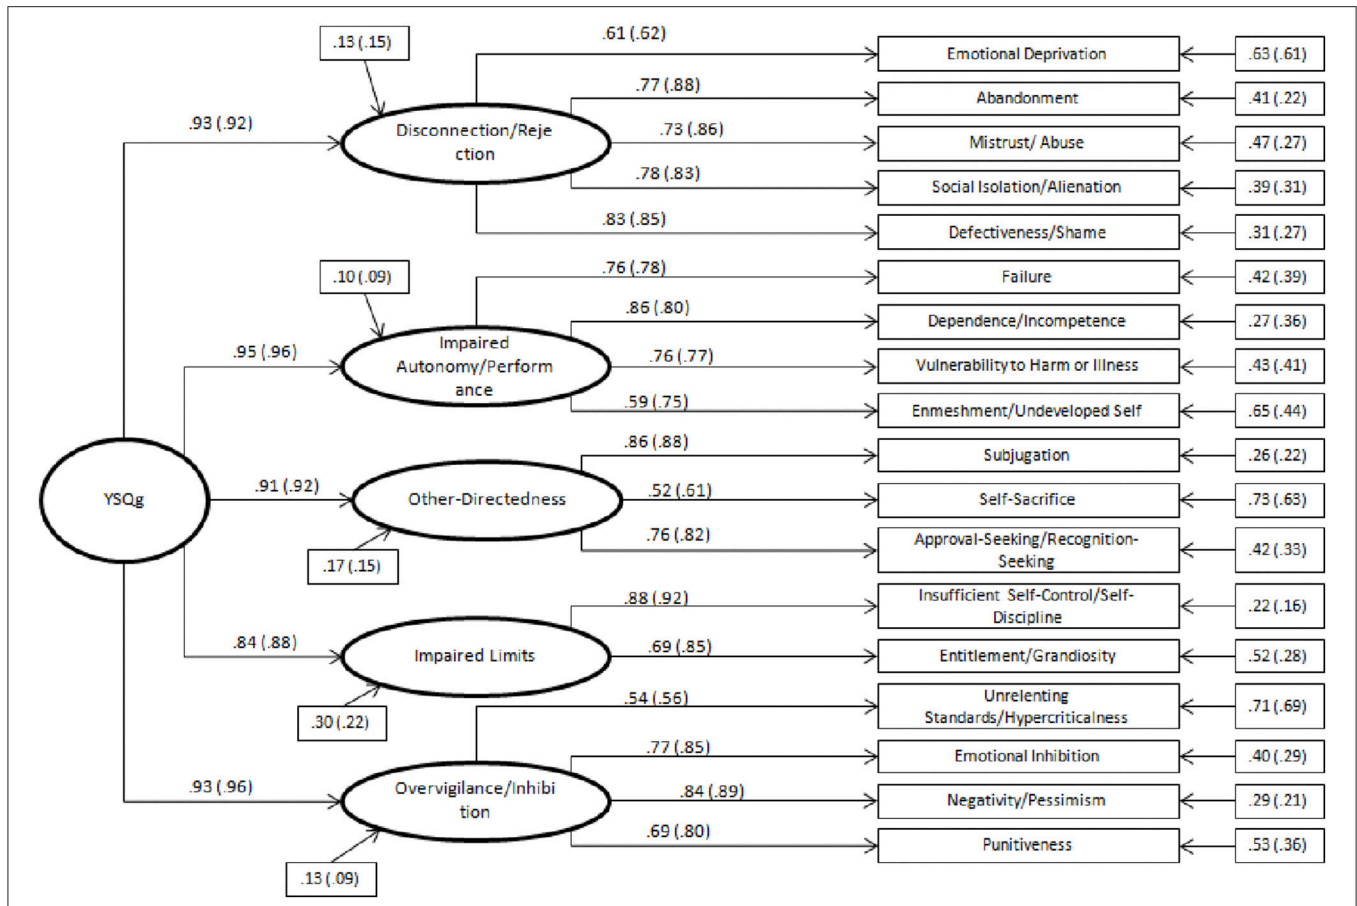 .13 (.15)
.61 (.62)
Emotional Deprivation
.63 (.61)
.77 (.88)
Abandonment
.41 (.22)
.93 (.92)
Disconnection/Reje
ction
.73 (.86)
Mistrust/ Abuse
.47 (.27)
.78 (.83)
Social Isolation/Alienation
.39 (.31)
.83 (.85)
Defectiveness/Shame
.31 (.27)
.10 (.09)
.76 (.78)
Failure
.42 (.39)
.86 (.80)
Dependence/Incompetence
.27 (.36)
.95 (.96)
Impaired
Autonomy/Perform
ance
.76 (.77)
Vulnerability to Harm or Illness
.43 (.41)
.59 (.75)
Enmeshment/Undeveloped Self
.65 (.44)
.86 (.88)
Subjugation
.26 (.22)
YSQg
.91 (.92)
Other-Directedness
.52 (.61)
Self-Sacrifice
.73 (.63)
.17 (.15)
.76 (.82)
Approval-Seeking/Recognition-
Seeking
.42 (.33)
.88 (.92)
Insufficient Self-Control/Self-
Discipline
.22 (.16)
.84 (.88)
Impaired Limits
.69 (.85)
Entitlement/Grandiosity
.52 (.28)
.30 (.22)
.54 (.56)
Unrelenting
Standards/Hypercriticalness
.71 (.69)
.77 (.85)
Emotional Inhibition
.40 (.29)
.93 (.96)
Overvigilance/Inhibi
tion
.84 (.89)
Negativity/Pessimism
.29 (.21)
.69 (.80)
Punitiveness
.53 (.36)
.13 (.09)